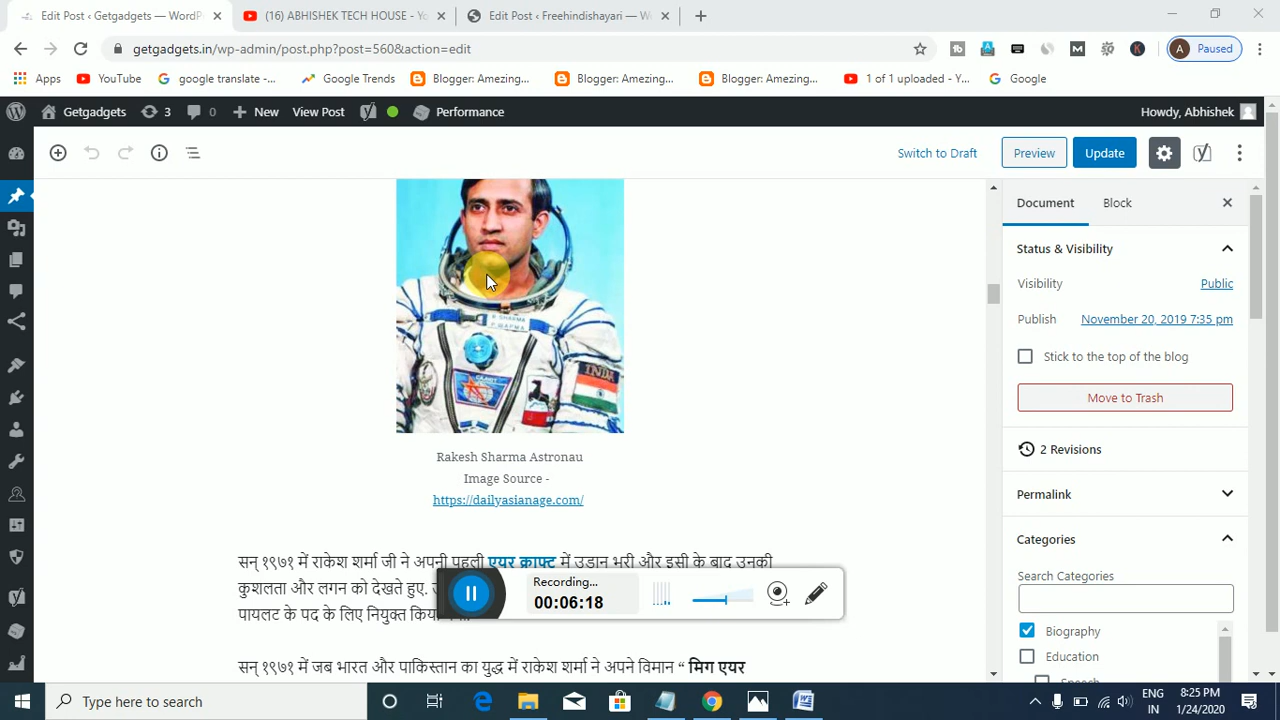 Edit Post ‹ Getgadgets — WordPr
(16) ABHISHEK TECH HOUSE - Yo
Edit Post ‹ Freehindishayari — Wo
getgadgets.in/wp-admin/post.php?post=560&action=edit
A Paused
Apps
YouTube
google translate -...
Google Trends
Blogger: Amezing...
Blogger: Amezing...
Blogger: Amezing...
1 of 1 uploaded - Y...
Google
Getgadgets 3 0 New View Post Performance
Howdy, Abhishek
Switch to Draft Preview Update
R.SHARMA
INDIA
Rakesh Sharma Astronau
Image Source -
https://dailyasianage.com/
सन् १९७१ में राकेश शर्मा जी ने अपनी पहली एयर क्राफ्ट में उड़ान भरी और इसी के बाद उनकी
कुशलता और लगन को देखते हुए.
पायलट के पद के लिए नियुक्त
सन् १९७१ में जब भारत और पाकिस्तान का युद्ध में राकेश शर्मा ने अपने विमान “ मिग एयर
Recording...
00:06:18
Document Block
Status & Visibility
Visibility Public
Publish November 20, 2019 7:35 pm
Stick to the top of the blog
Move to Trash
2 Revisions
Permalink
Categories
Search Categories
Biography
Education
Type here to search
ENG
IN
8:25 PM
1/24/2020